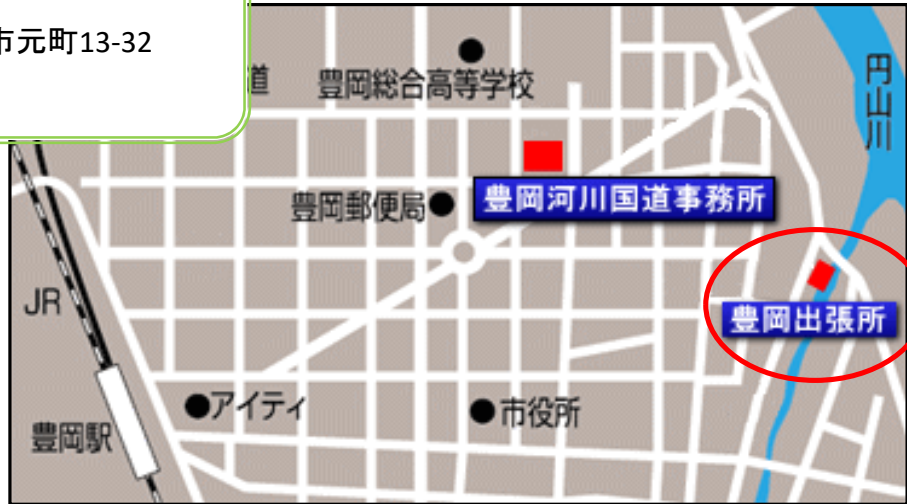 市元町13-32
道
豊岡総合高等学校
円山川
豊岡河川国道事務所
豊岡郵便局
JR
豊岡出張所
アイティ
市役所
豊岡駅